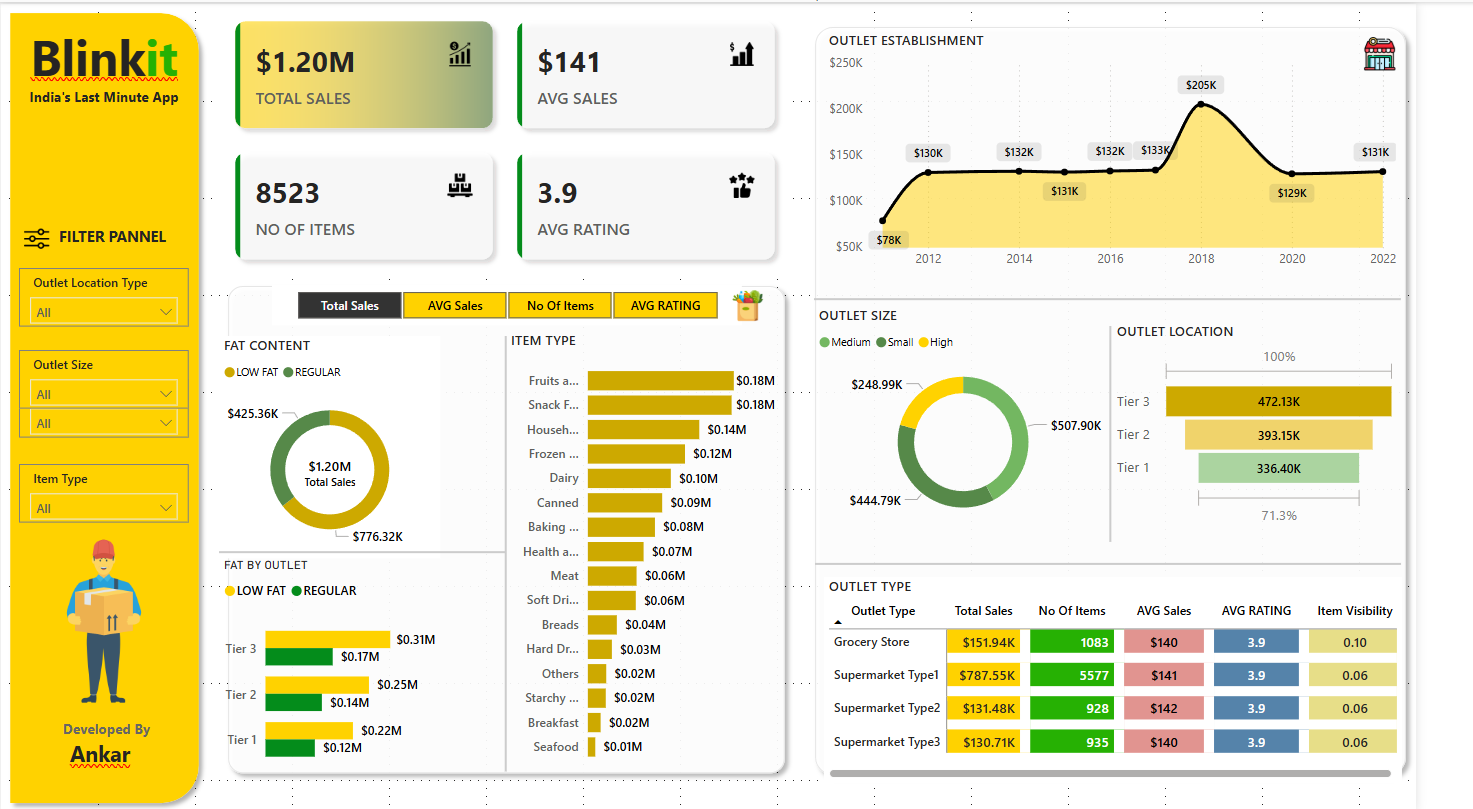 Blinkit
India's Last Minute App
FILTER PANNEL
Outlet Location Type
All
Outlet Size
All
All
Item Type
All
Developed By
Ankar
$1.20M
TOTAL SALES
$141
AVG SALES
8523
NO OF ITEMS
3.9
AVG RATING
Total Sales AVG Sales No Of Items AVG RATING
FAT CONTENT
LOW FAT REGULAR
$425.36K
$1.20M
Total Sales
$776.32K
FAT BY OUTLET
LOW FAT REGULAR
Tier 3 $0.31M
$0.17M
Tier 2 $0.25M
$0.14M
Tier 1 $0.22M
$0.12M
ITEM TYPE
Fruits a... $0.18M
Snack F... $0.18M
Househ... $0.14M
Frozen ... $0.12M
Dairy $0.10M
Canned $0.09M
Baking ... $0.08M
Health a... $0.07M
Meat $0.06M
Soft Dri... $0.06M
Breads $0.04M
Hard Dr... $0.03M
Others $0.02M
Starchy ... $0.02M
Breakfast $0.02M
Seafood $0.01M
OUTLET ESTABLISHMENT
$250K
$200K
$150K
$100K
$50K
$78K $130K $132K $131K $132K $133K $205K $129K $131K
2012 2014 2016 2018 2020 2022
OUTLET SIZE
Medium Small High
$248.99K
$507.90K
$444.79K
OUTLET LOCATION
100%
Tier 3 472.13K
Tier 2 393.15K
Tier 1 336.40K
71.3%
OUTLET TYPE
Outlet Type Total Sales No Of Items AVG Sales AVG RATING Item Visibility
Grocery Store $151.94K 1083 $140 3.9 0.10
Supermarket Type1 $787.55K 5577 $141 3.9 0.06
Supermarket Type2 $131.48K 928 $142 3.9 0.06
Supermarket Type3 $130.71K 935 $140 3.9 0.06